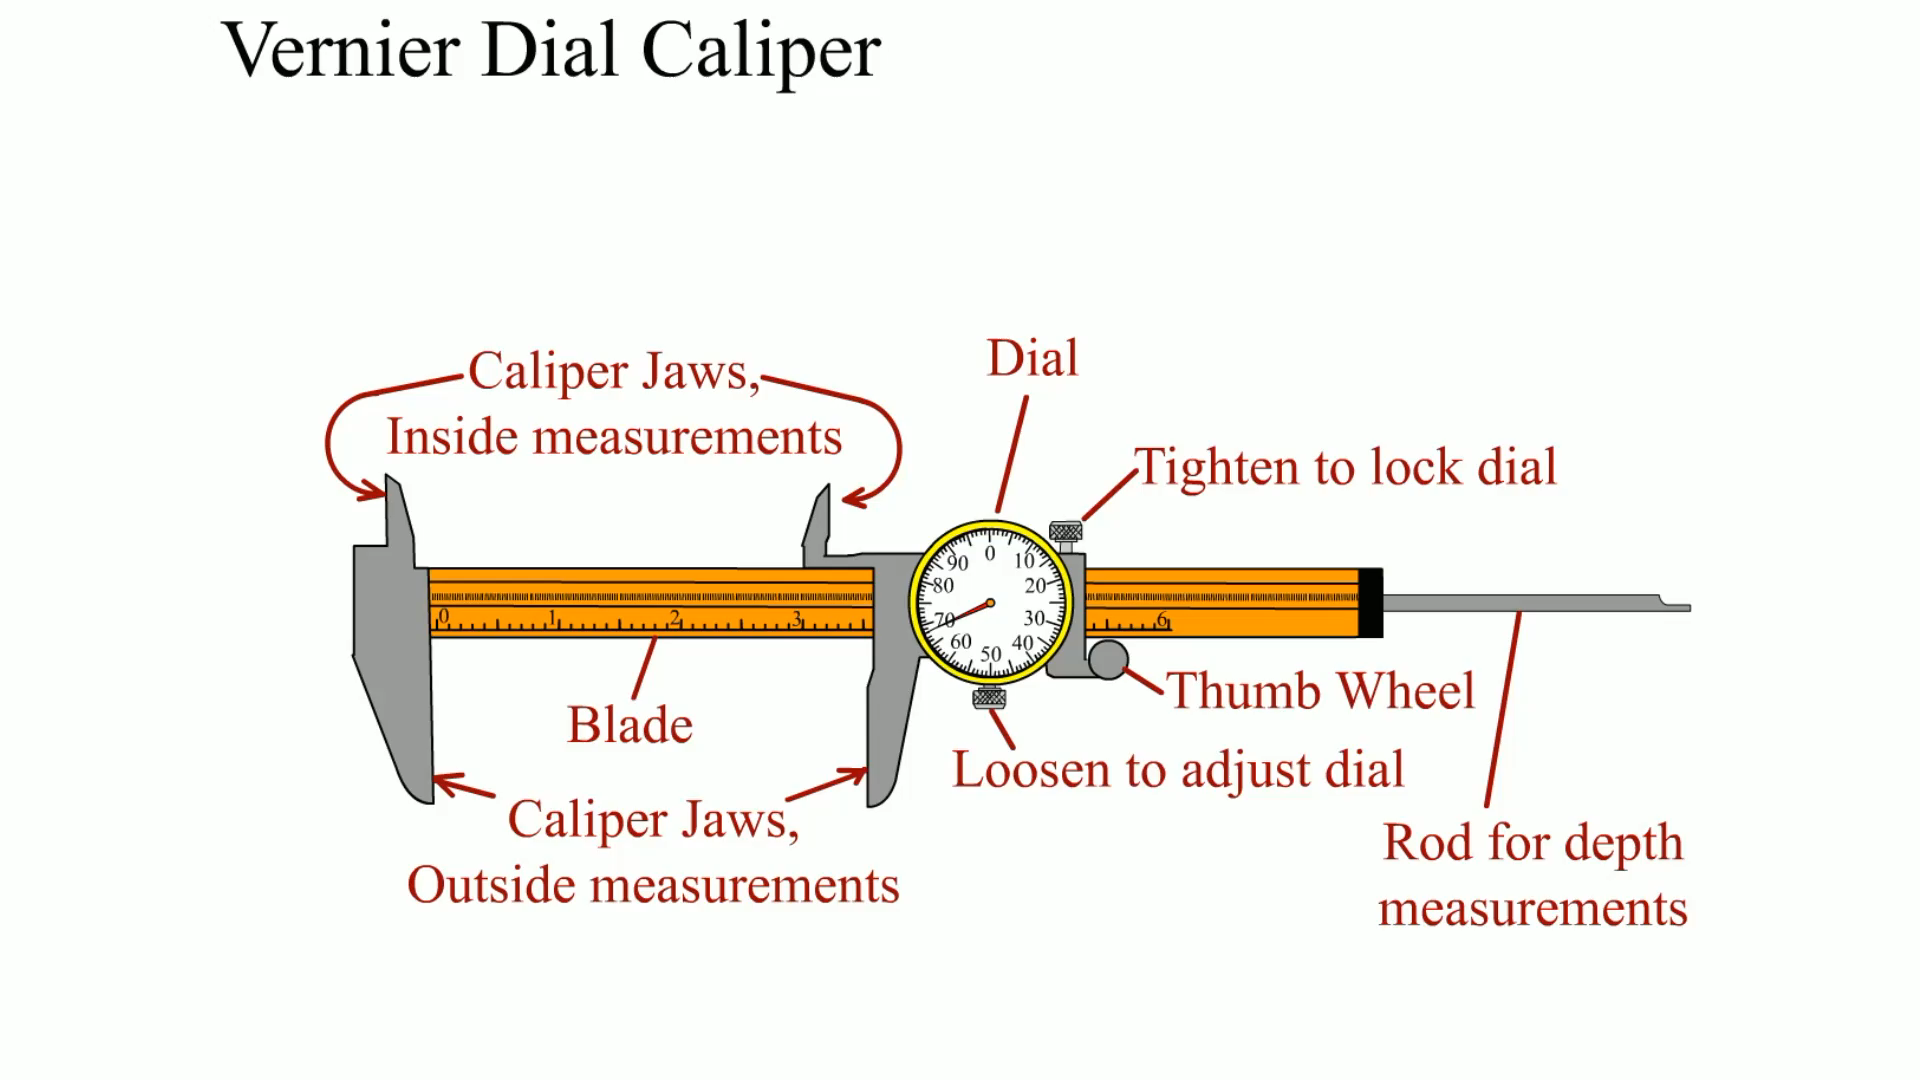 Vernier Dial Caliper
Caliper Jaws,
Inside measurements
Dial
Tighten to lock dial
0
10
20
30
40
50
60
70
80
90
0 1 2 3 6
Thumb Wheel
Blade
Loosen to adjust dial
Caliper Jaws,
Outside measurements
Rod for depth
measurements